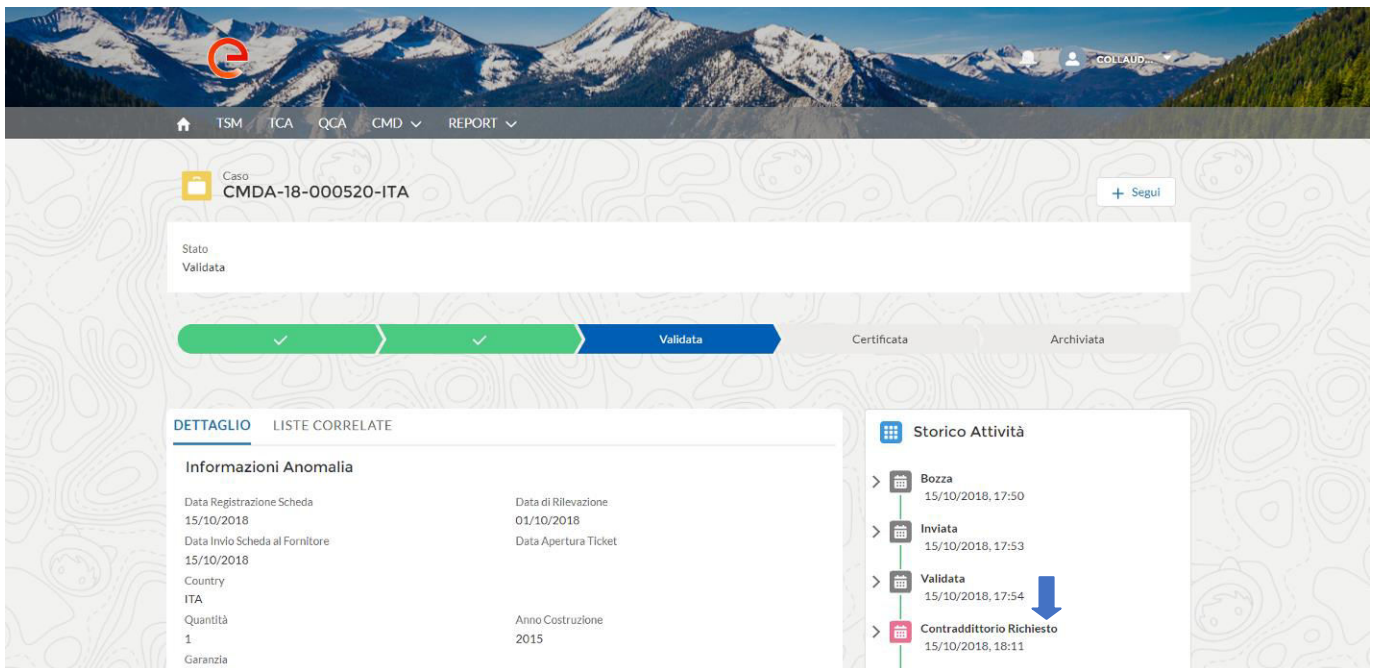 COLLAUD...
TSM TCA QCA CMD REPORT
Caso
CMDA-18-000520-ITA
+ Segui
Stato
Validata
Validata Certificata Archiviata
DETTAGLIO LISTE CORRELATE
Informazioni Anomalia
Data Registrazione Scheda
15/10/2018
Data di Rilevazione
01/10/2018
Data Invio Scheda al Fornitore
15/10/2018
Data Apertura Ticket
Country
ITA
Quantità
1
Anno Costruzione
2015
Garanzia
Storico Attività
Bozza
15/10/2018, 17:50
Inviata
15/10/2018, 17:53
Validata
15/10/2018, 17:54
Contraddittorio Richiesto
15/10/2018, 18:11